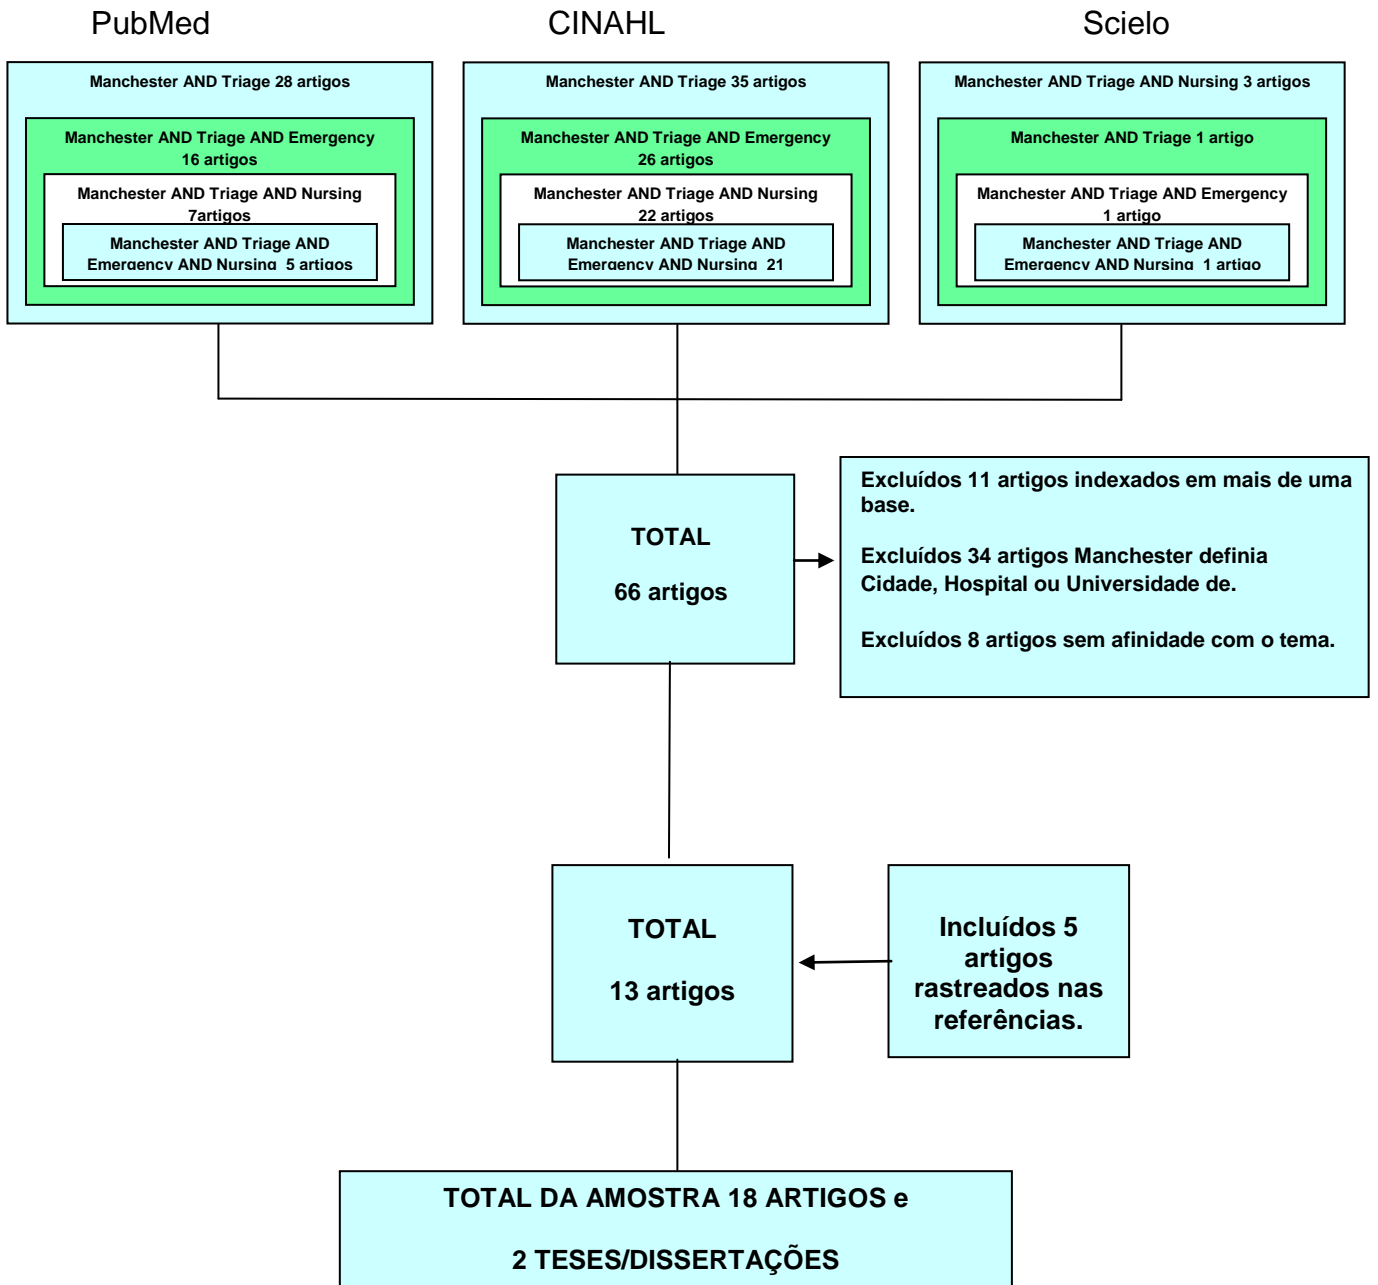 PubMed
CINAHL
Scielo
Manchester AND Triage 28 artigos
Manchester AND Triage AND Emergency
16 artigos
Manchester AND Triage AND Nursing
7artigos
Manchester AND Triage AND
Emergency AND Nursing 5 artigos
Manchester AND Triage 35 artigos
Manchester AND Triage AND Emergency
26 artigos
Manchester AND Triage AND Nursing
22 artigos
Manchester AND Triage AND
Emergency AND Nursing 21
Manchester AND Triage AND Nursing 3 artigos
Manchester AND Triage 1 artigo
Manchester AND Triage AND Emergency
1 artigo
Manchester AND Triage AND
Emergency AND Nursing 1 artigo
TOTAL
66 artigos
Excluídos 11 artigos indexados em mais de uma
base.
Excluídos 34 artigos Manchester definia
Cidade, Hospital ou Universidade de.
Excluídos 8 artigos sem afinidade com o tema.
TOTAL
13 artigos
Incluídos 5
artigos
rastreados nas
referências.
TOTAL DA AMOSTRA 18 ARTIGOS e
2 TESES/DISSERTAÇÕES